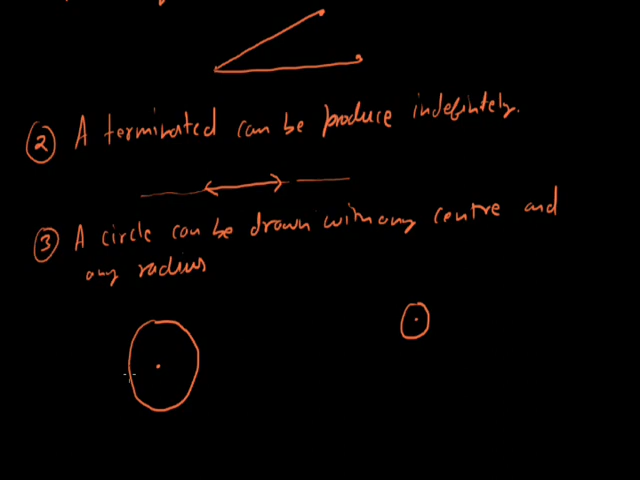 ② A terminated can be produce indefintely.
③ A circle can be drawn with any centre and
any radius